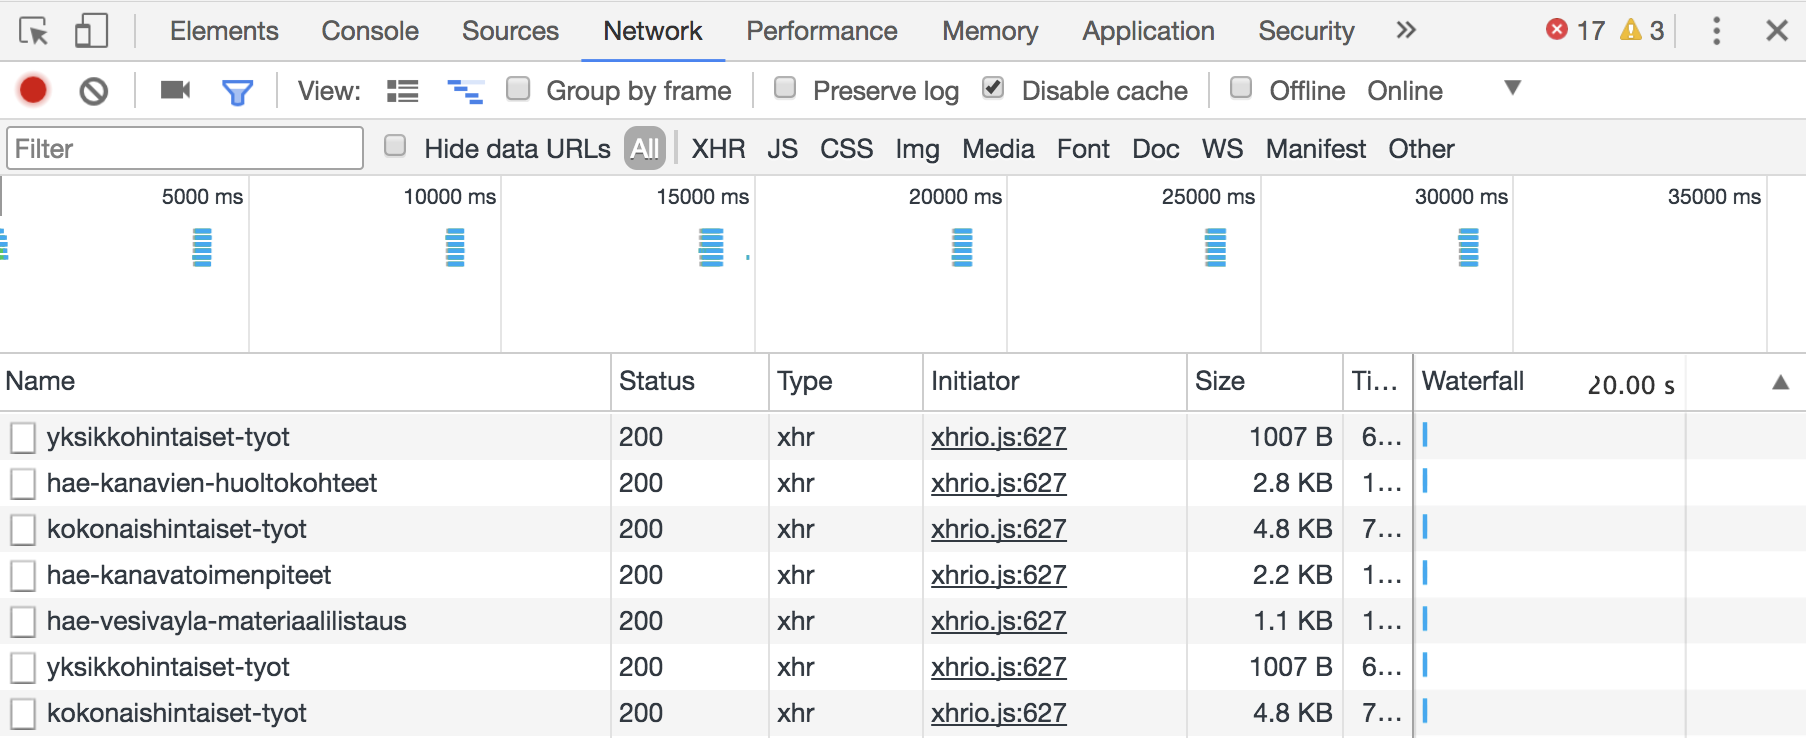 Elements Console Sources Network Performance Memory Application Security » 17 3
View: Group by frame Preserve log Disable cache Offline Online
Filter Hide data URLs All XHR JS CSS Img Media Font Doc WS Manifest Other
5000 ms 10000 ms 15000 ms 20000 ms 25000 ms 30000 ms 35000 ms
Name Status Type Initiator Size Ti... Waterfall 20.00 s
yksikkohintaiset-tyot 200 xhr xhrio.js:627 1007 B 6...
hae-kanavien-huoltokohteet 200 xhr xhrio.js:627 2.8 KB 1...
kokonaishintaiset-tyot 200 xhr xhrio.js:627 4.8 KB 7...
hae-kanavatoimenpiteet 200 xhr xhrio.js:627 2.2 KB 1...
hae-vesivayla-materiaalilistaus 200 xhr xhrio.js:627 1.1 KB 1...
yksikkohintaiset-tyot 200 xhr xhrio.js:627 1007 B 6...
kokonaishintaiset-tyot 200 xhr xhrio.js:627 4.8 KB 7...